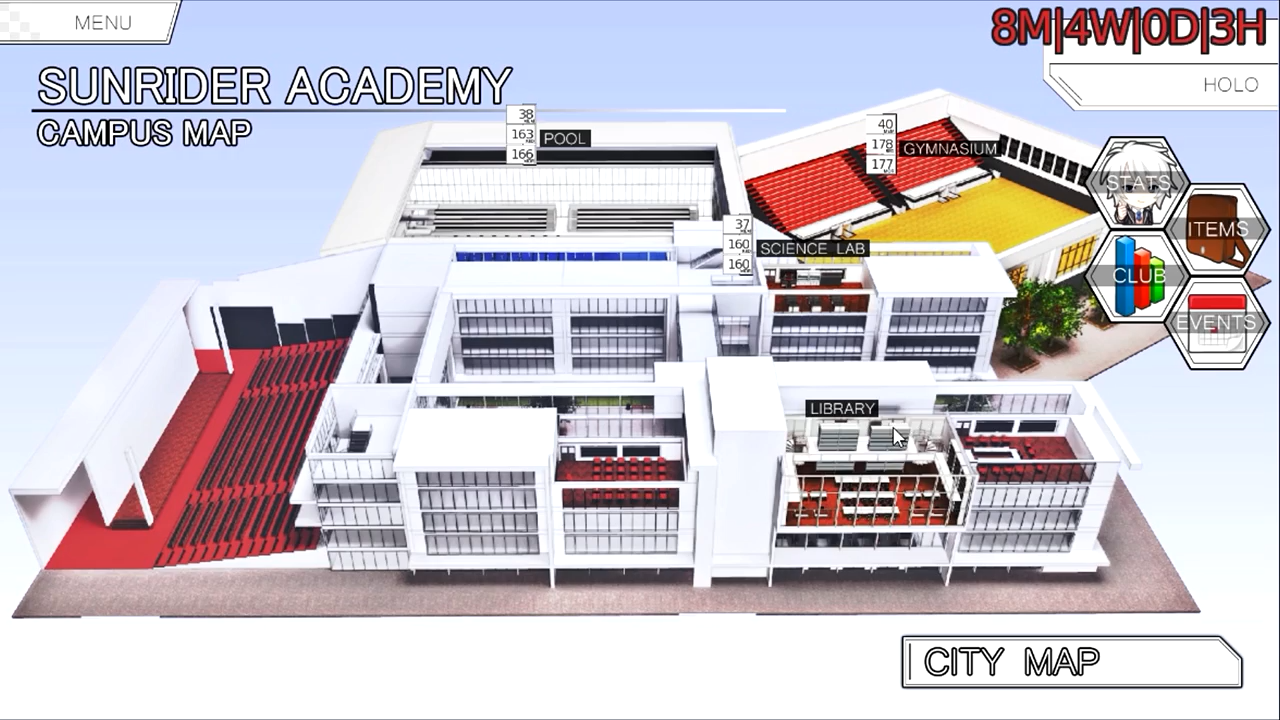 MENU
8M|4W|0D|3H
HOLO
SUNRIDER ACADEMY
CAMPUS MAP
38
163
166
POOL
40
178
177
GYMNASIUM
STATS
ITEMS
37
160
160
SCIENCE LAB
CLUB
EVENTS
LIBRARY
CITY MAP